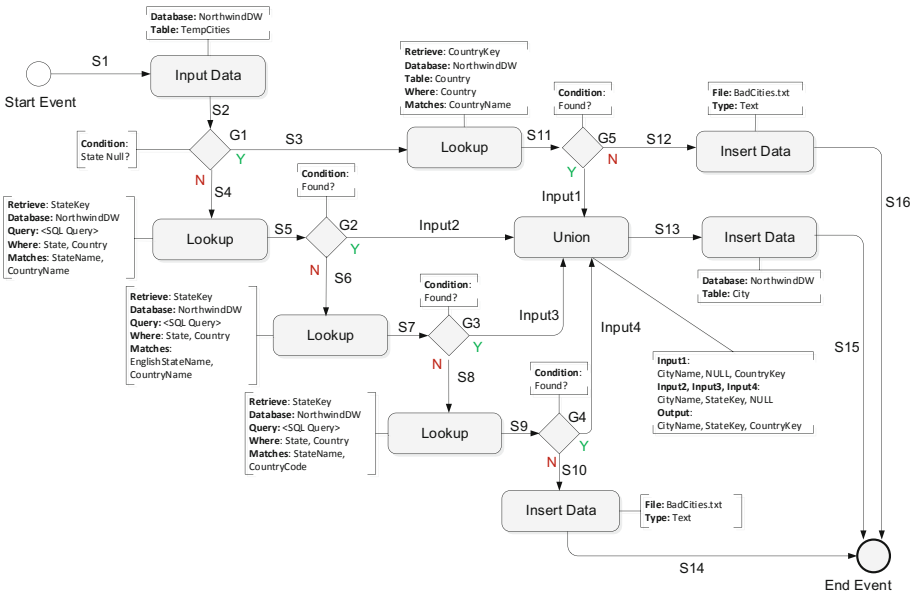 Database: NorthwindDW
Table: TempCities
S1
Input Data
Start Event
S2
Retrieve: CountryKey
Database: NorthwindDW
Table: Country
Where: Country
Matches: CountryName
Condition:
Found?
File: BadCities.txt
Type: Text
Condition:
State Null?
G1
Y
N
S3
Lookup
S11
G5
Y
N
S12
Insert Data
S16
S4
Condition:
Found?
Input1
Retrieve: StateKey
Database: NorthwindDW
Query: <SQL Query>
Where: State, Country
Matches: StateName,
CountryName
Lookup
S5
G2
Y
N
Input2
Union
S13
Insert Data
Database: NorthwindDW
Table: City
S6
Retrieve: StateKey
Database: NorthwindDW
Query: <SQL Query>
Where: State, Country
Matches:
EnglishStateName,
CountryName
Lookup
S7
Condition:
Found?
G3
Y
N
Input3
Input4
S15
S8
Input1:
CityName, NULL, CountryKey
Input2, Input3, Input4:
CityName, StateKey, NULL
Output:
CityName, StateKey, CountryKey
Retrieve: StateKey
Database: NorthwindDW
Query: <SQL Query>
Where: State, Country
Matches: StateName,
CountryCode
Lookup
S9
Condition:
Found?
G4
Y
N
S10
Insert Data
File: BadCities.txt
Type: Text
S14
End Event